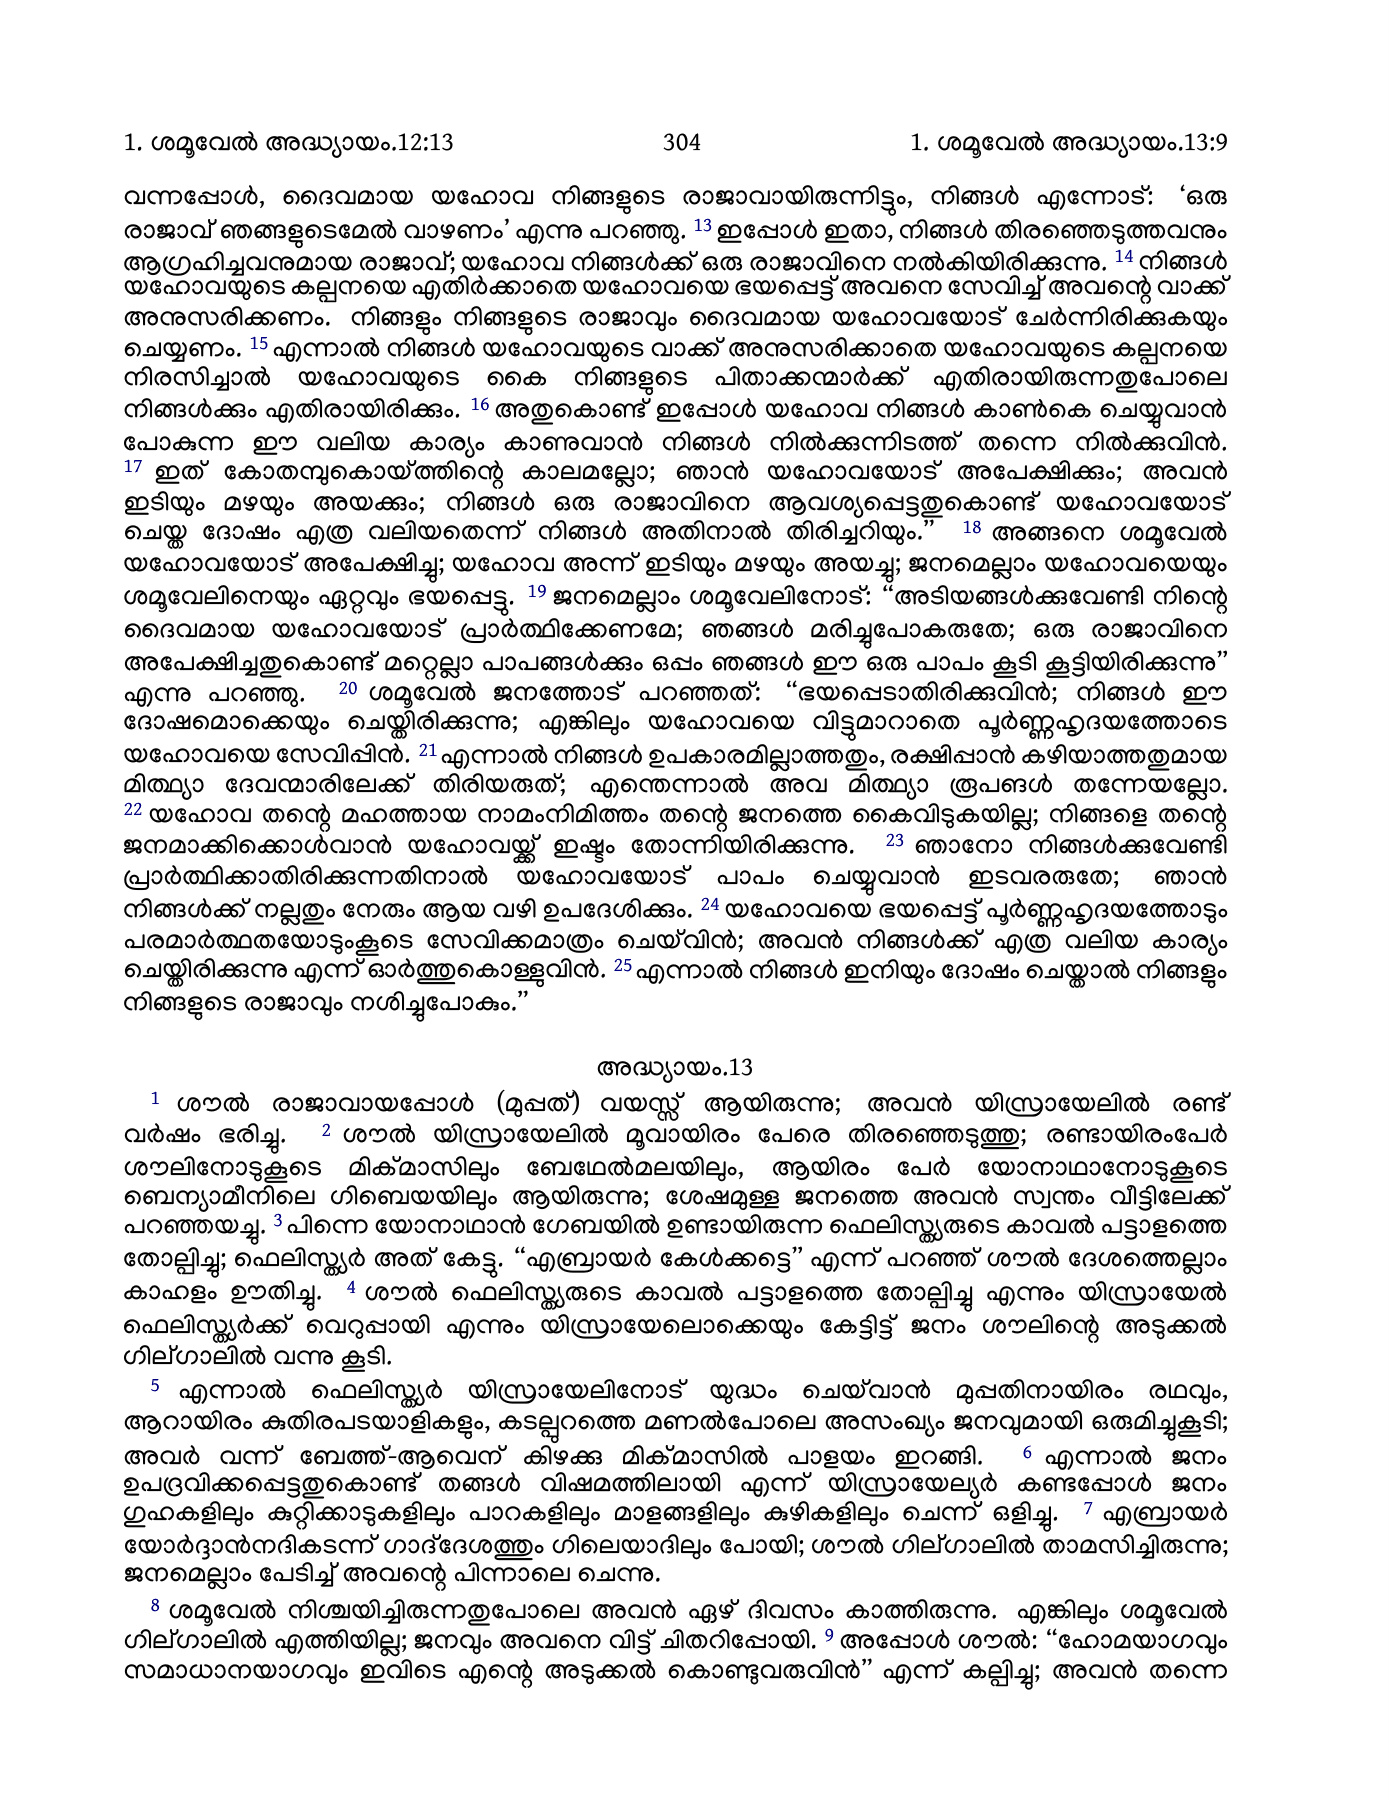 1. ശമൂവേൽ അദ്ധ്യായം.12:13 304 1. ശമൂവേൽ അദ്ധ്യായം.13:9
വന്നപ്പോൾ, ദൈവമായ യഹോവ നിങ്ങളുടെ രാജാവായിരുന്നിട്ടും, നിങ്ങൾ എന്നോട്: ‘ഒരു
രാജാവ് ഞങ്ങളുടെമേൽ വാഴണം’ എന്നു പറഞ്ഞു. 13 ഇപ്പോൾ ഇതാ, നിങ്ങൾ തിരഞ്ഞെടുത്തവനും
ആഗ്രഹിച്ചവനുമായ രാജാവ്; യഹോവ നിങ്ങൾക്ക് ഒരു രാജാവിനെ നൽകിയിരിക്കുന്നു. 14 നിങ്ങൾ
യഹോവയുടെ കല്പനയെ എതിർക്കാതെ യഹോവയെ ഭയപ്പെട്ട് അവനെ സേവിച്ച് അവന്റെ വാക്ക്
അനുസരിക്കണം. നിങ്ങളും നിങ്ങളുടെ രാജാവും ദൈവമായ യഹോവയോട് ചേർന്നിരിക്കുകയും
ചെയ്യണം. 15 എന്നാൽ നിങ്ങൾ യഹോവയുടെ വാക്ക് അനുസരിക്കാതെ യഹോവയുടെ കല്പനയെ
നിരസിച്ചാൽ യഹോവയുടെ കൈ നിങ്ങളുടെ പിതാക്കന്മാർക്ക് എതിരായിരുന്നതുപോലെ
നിങ്ങൾക്കും എതിരായിരിക്കും. 16 അതുകൊണ്ട് ഇപ്പോൾ യഹോവ നിങ്ങൾ കാൺകെ ചെയ്യുവാൻ
പോകുന്ന ഈ വലിയ കാര്യം കാണുവാൻ നിങ്ങൾ നിൽക്കുന്നിടത്ത് തന്നെ നിൽക്കുവിൻ.
17 ഇത് കോതമ്പുകൊയ്ത്തിന്റെ കാലമല്ലോ; ഞാൻ യഹോവയോട് അപേക്ഷിക്കും; അവൻ
ഇടിയും മഴയും അയക്കും; നിങ്ങൾ ഒരു രാജാവിനെ ആവശ്യപ്പെട്ടതുകൊണ്ട് യഹോവയോട്
ചെയ്ത ദോഷം എത്ര വലിയതെന്ന് നിങ്ങൾ അതിനാൽ തിരിച്ചറിയും.” 18 അങ്ങനെ ശമൂവേൽ
യഹോവയോട് അപേക്ഷിച്ചു; യഹോവ അന്ന് ഇടിയും മഴയും അയച്ചു; ജനമെല്ലാം യഹോവയെയും
ശമൂവേലിനെയും ഏറ്റവും ഭയപ്പെട്ടു. 19 ജനമെല്ലാം ശമൂവേലിനോട്: “അടിയങ്ങൾക്കുവേണ്ടി നിന്റെ
ദൈവമായ യഹോവയോട് പ്രാർത്ഥിക്കേണമേ; ഞങ്ങൾ മരിച്ചുപോകരുതേ; ഒരു രാജാവിനെ
അപേക്ഷിച്ചതുകൊണ്ട് മറ്റെല്ലാ പാപങ്ങൾക്കും ഒപ്പം ഞങ്ങൾ ഈ ഒരു പാപം കൂടി കൂട്ടിയിരിക്കുന്നു”
എന്നു പറഞ്ഞു. 20 ശമൂവേൽ ജനത്തോട് പറഞ്ഞത്: “ഭയപ്പെടാതിരിക്കുവിൻ; നിങ്ങൾ ഈ
ദോഷമൊക്കെയും ചെയ്തിരിക്കുന്നു; എങ്കിലും യഹോവയെ വിട്ടുമാറാതെ പൂർണ്ണഹൃദയത്തോടെ
യഹോവയെ സേവിപ്പിൻ. 21 എന്നാൽ നിങ്ങൾ ഉപകാരമില്ലാത്തതും, രക്ഷിപ്പാൻ കഴിയാത്തതുമായ
മിത്ഥ്യാ ദേവന്മാരിലേക്ക് തിരിയരുത്; എന്തെന്നാൽ അവ മിത്ഥ്യാ രൂപങൾ തന്നേയല്ലോ.
22 യഹോവ തന്റെ മഹത്തായ നാമംനിമിത്തം തന്റെ ജനത്തെ കൈവിടുകയില്ല; നിങ്ങളെ തന്റെ
ജനമാക്കിക്കൊൾവാൻ യഹോവയ്ക്ക് ഇഷ്ടം തോന്നിയിരിക്കുന്നു. 23 ഞാനോ നിങ്ങൾക്കുവേണ്ടി
പ്രാർത്ഥിക്കാതിരിക്കുന്നതിനാൽ യഹോവയോട് പാപം ചെയ്യുവാൻ ഇടവരരുതേ; ഞാൻ
നിങ്ങൾക്ക് നല്ലതും നേരും ആയ വഴി ഉപദേശിക്കും. 24 യഹോവയെ ഭയപ്പെട്ട് പൂർണ്ണഹൃദയത്തോടും
പരമാർത്ഥതയോടുംകൂടെ സേവിക്കമാത്രം ചെയ്‌വിൻ; അവൻ നിങ്ങൾക്ക് എത്ര വലിയ കാര്യം
ചെയ്തിരിക്കുന്നു എന്ന് ഓർത്തുകൊള്ളുവിൻ. 25 എന്നാൽ നിങ്ങൾ ഇനിയും ദോഷം ചെയ്താൽ നിങ്ങളും
നിങ്ങളുടെ രാജാവും നശിച്ചുപോകും.”
അദ്ധ്യായം.13
1 ശൗൽ രാജാവായപ്പോൾ (മുപ്പത്) വയസ്സ് ആയിരുന്നു; അവൻ യിസ്രായേലിൽ രണ്ട്
വർഷം ഭരിച്ചു. 2 ശൗൽ യിസ്രായേലിൽ മൂവായിരം പേരെ തിരഞ്ഞെടുത്തു; രണ്ടായിരംപേർ
ശൗലിനോടുകൂടെ മിക്മാസിലും ബേഥേൽമലയിലും, ആയിരം പേർ യോനാഥാനോടുകൂടെ
ബെന്യാമീനിലെ ഗിബെയയിലും ആയിരുന്നു; ശേഷമുള്ള ജനത്തെ അവൻ സ്വന്തം വീട്ടിലേക്ക്
പറഞ്ഞയച്ചു. 3 പിന്നെ യോനാഥാൻ ഗേബയിൽ ഉണ്ടായിരുന്ന ഫെലിസ്ത്യരുടെ കാവൽ പട്ടാളത്തെ
തോല്പിച്ചു; ഫെലിസ്ത്യർ അത് കേട്ടു. “എബ്രായർ കേൾക്കട്ടെ” എന്ന് പറഞ്ഞ് ശൗൽ ദേശത്തെല്ലാം
കാഹളം ഊതിച്ചു. 4 ശൗൽ ഫെലിസ്ത്യരുടെ കാവൽ പട്ടാളത്തെ തോല്പിച്ചു എന്നും യിസ്രായേൽ
ഫെലിസ്ത്യർക്ക് വെറുപ്പായി എന്നും യിസ്രായേലൊക്കെയും കേട്ടിട്ട് ജനം ശൗലിന്റെ അടുക്കൽ
ഗില്ഗാലിൽ വന്നു കൂടി.
5 എന്നാൽ ഫെലിസ്ത്യർ യിസ്രായേലിനോട് യുദ്ധം ചെയ്‌വാൻ മുപ്പതിനായിരം രഥവും,
ആറായിരം കുതിരപടയാളികളും, കടല്പുറത്തെ മണൽപോലെ അസംഖ്യം ജനവുമായി ഒരുമിച്ചുകൂടി;
അവർ വന്ന് ബേത്ത്-ആവെന് കിഴക്കു മിക്മാസിൽ പാളയം ഇറങ്ങി. 6 എന്നാൽ ജനം
ഉപദ്രവിക്കപ്പെട്ടതുകൊണ്ട് തങ്ങൾ വിഷമത്തിലായി എന്ന് യിസ്രായേല്യർ കണ്ടപ്പോൾ ജനം
ഗുഹകളിലും കുറ്റിക്കാടുകളിലും പാറകളിലും മാളങ്ങളിലും കുഴികളിലും ചെന്ന് ഒളിച്ചു. 7 എബ്രായർ
യോർദ്ദാൻനദികടന്ന് ഗാദ്ദേശത്തും ഗിലെയാദിലും പോയി; ശൗൽ ഗില്ഗാലിൽ താമസിച്ചിരുന്നു;
ജനമെല്ലാം പേടിച്ച് അവന്റെ പിന്നാലെ ചെന്നു.
8 ശമൂവേൽ നിശ്ചയിച്ചിരുന്നതുപോലെ അവൻ ഏഴ് ദിവസം കാത്തിരുന്നു. എങ്കിലും ശമൂവേൽ
ഗില്ഗാലിൽ എത്തിയില്ല; ജനവും അവനെ വിട്ട് ചിതറിപ്പോയി. 9 അപ്പോൾ ശൗൽ: “ഹോമയാഗവും
സമാധാനയാഗവും ഇവിടെ എന്റെ അടുക്കൽ കൊണ്ടുവരുവിൻ” എന്ന് കല്പിച്ചു; അവൻ തന്നെ